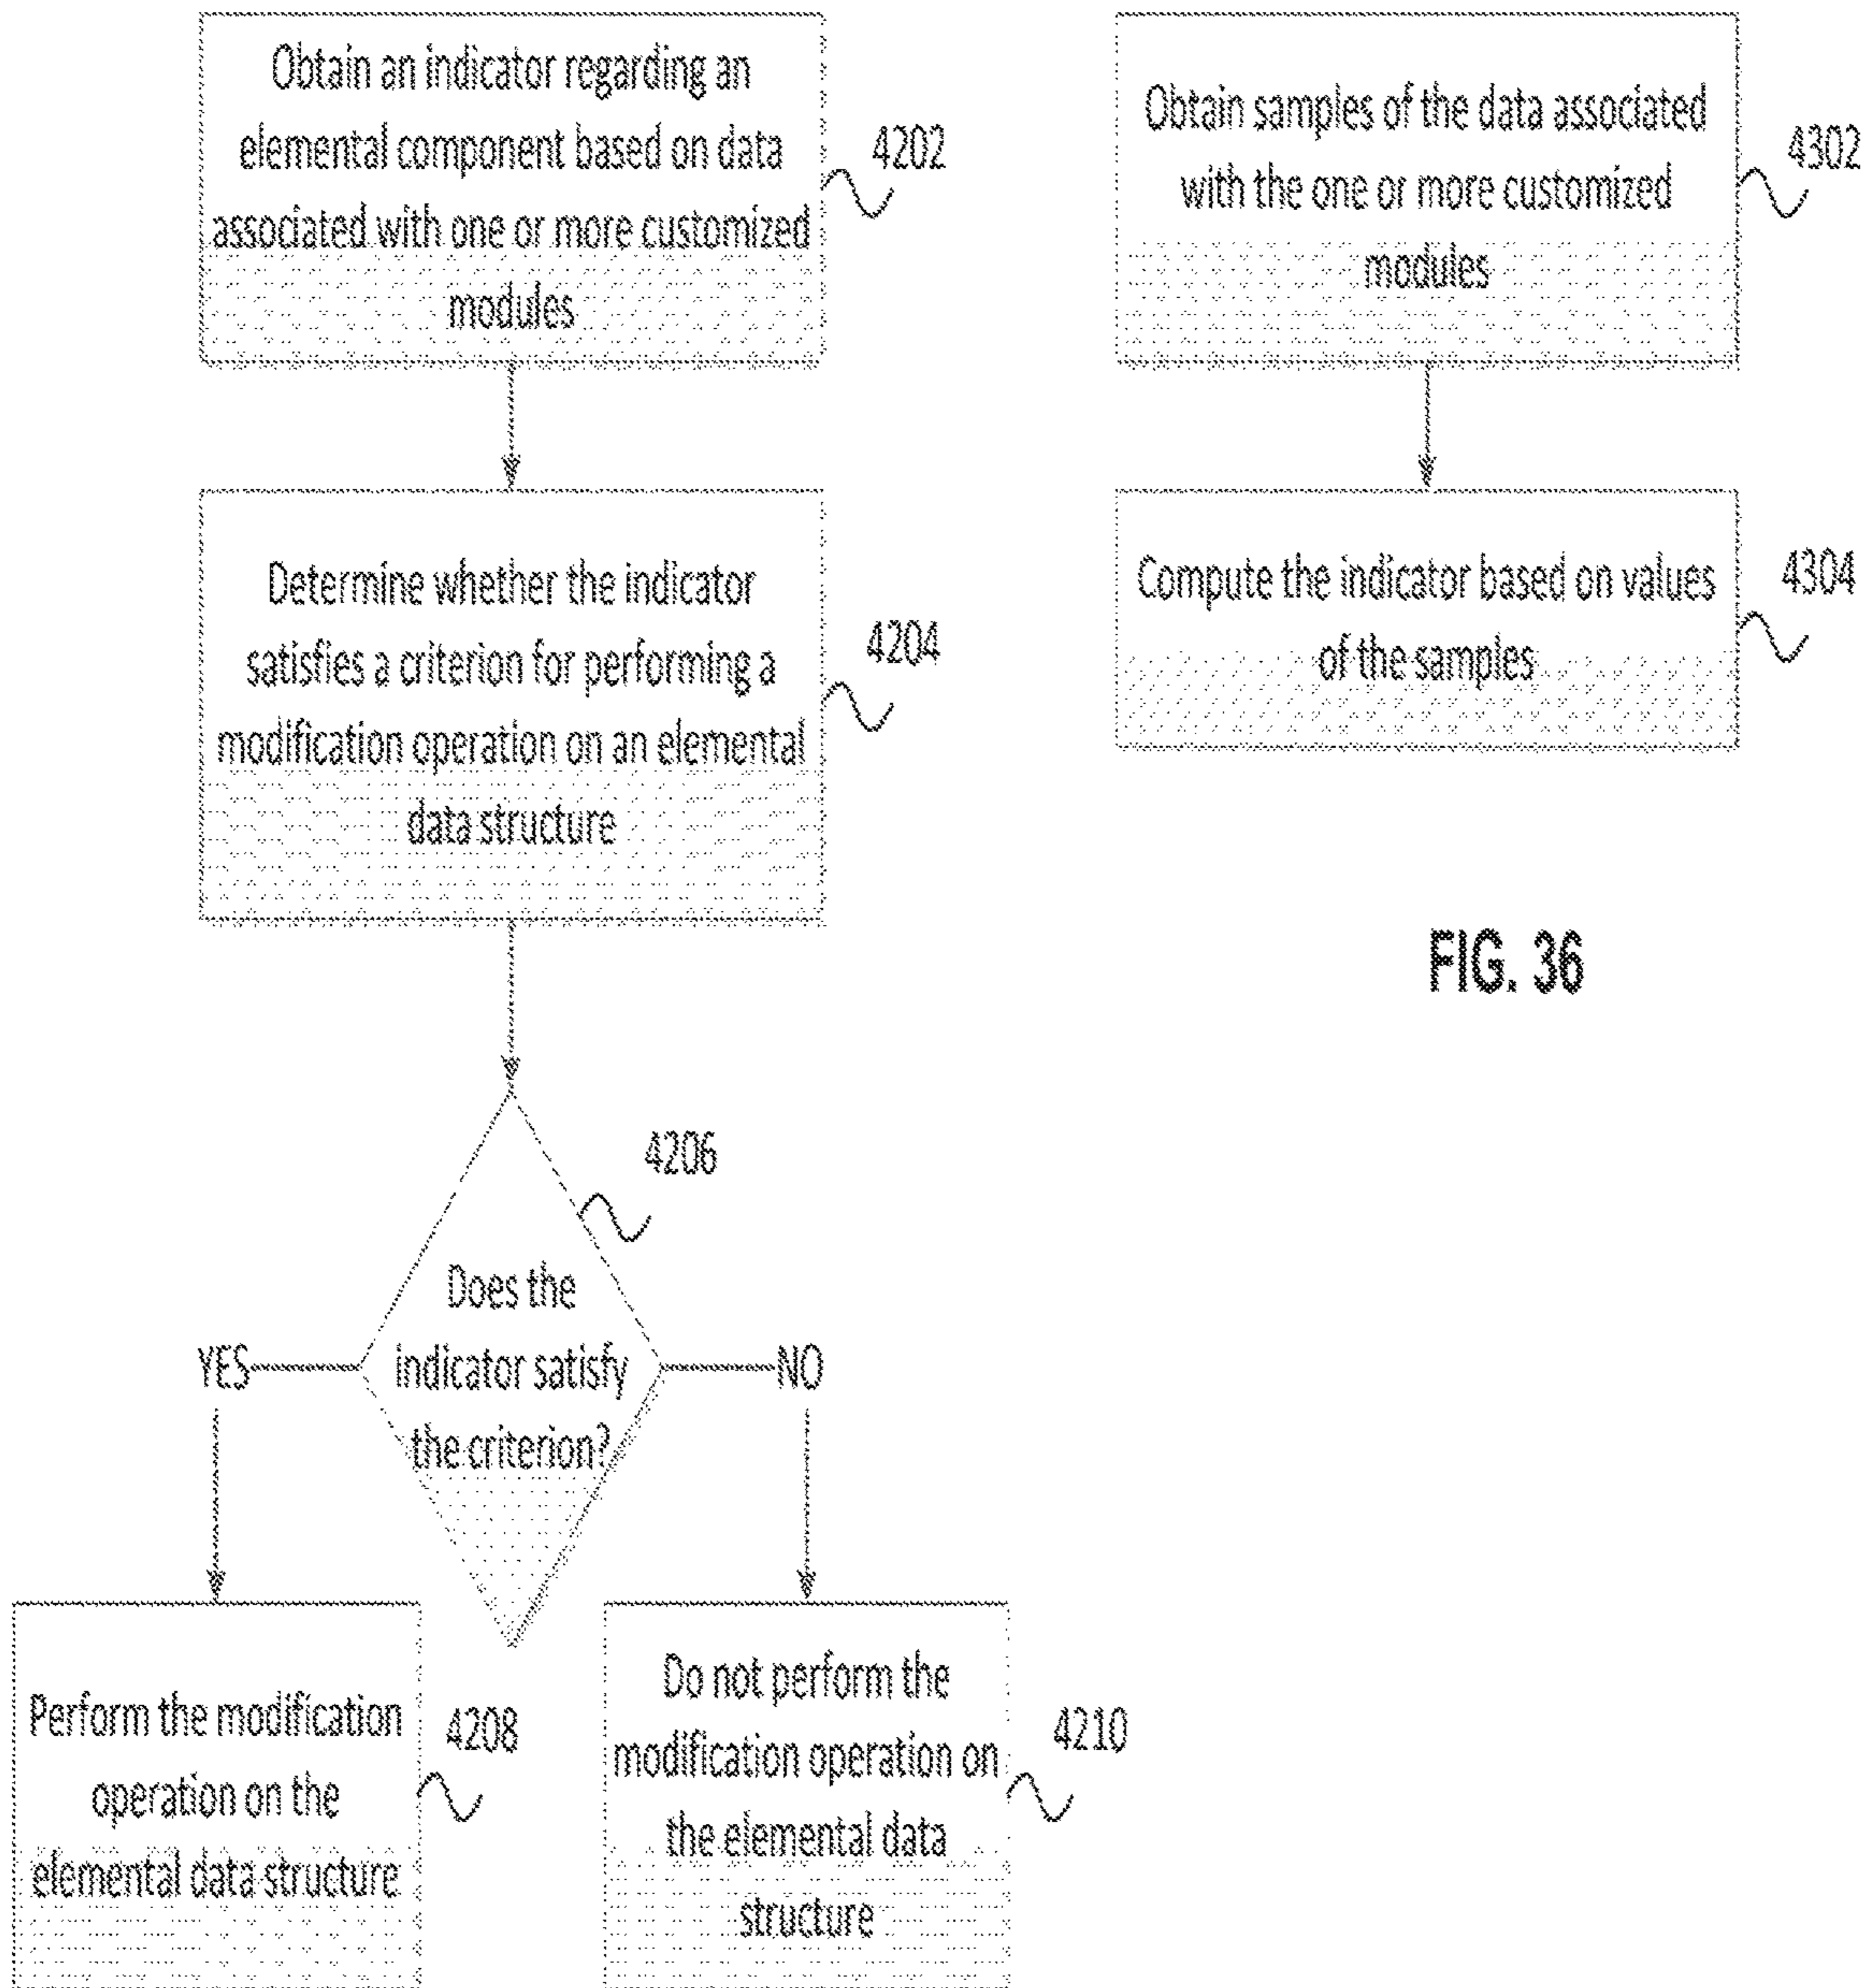 Obtain an indicator regarding an
elemental component based on data
associated with one or more customized
modules
4202
Determine whether the indicator
satisfies a criterion for performing a
modification operation on an elemental
data structure
4204
4206
Does the
indicator satisfy
the criterion?
YES
NO
Perform the modification
operation on the
elemental data structure
4208
Do not perform the
modification operation on
the elemental data
structure
4210
Obtain samples of the data associated
with the one or more customized
modules
4302
Compute the indicator based on values
of the samples
4304
FIG. 36